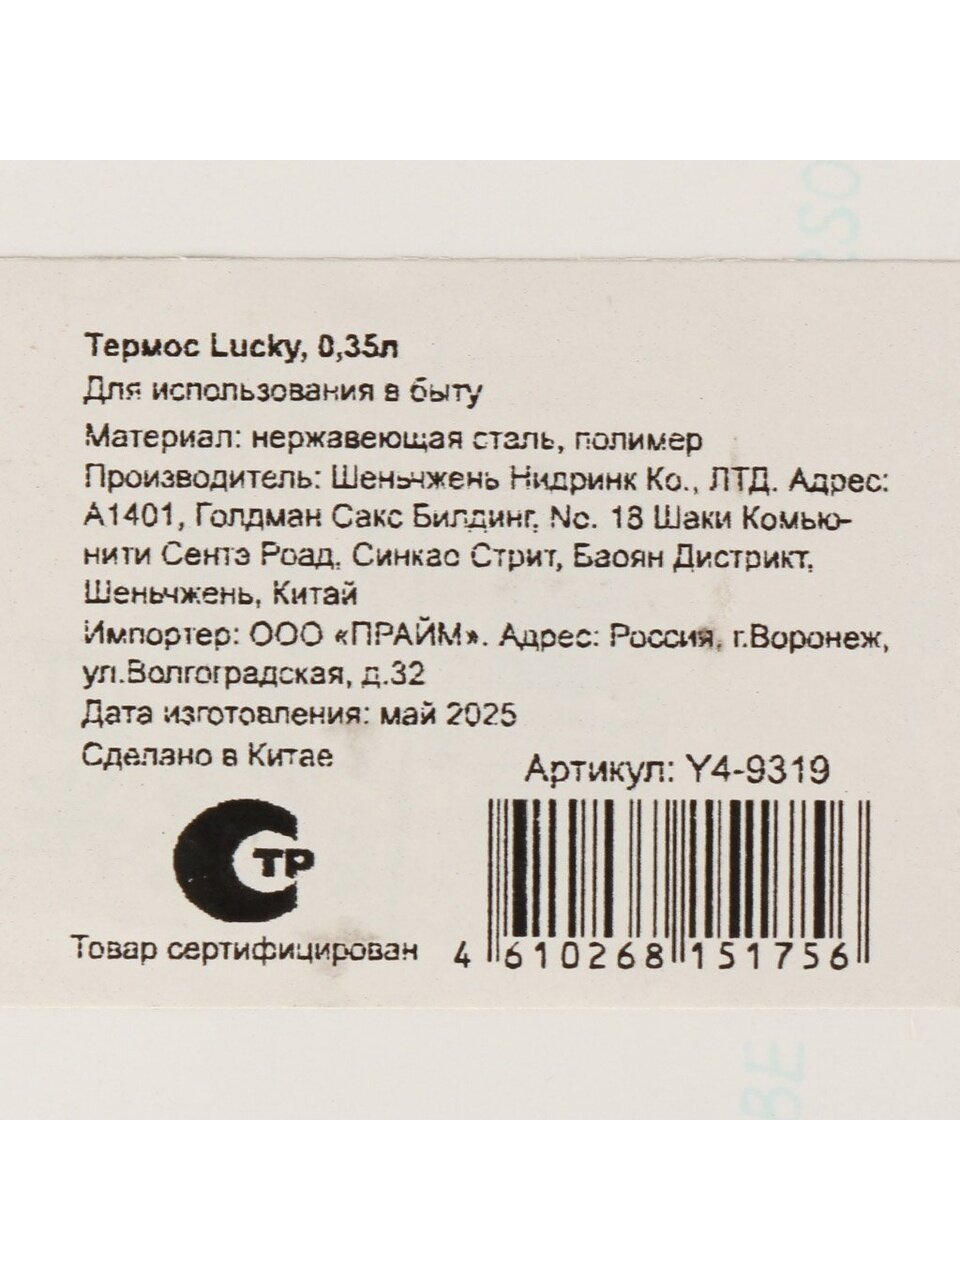 Термос Lucky, 0,35л
Для использования в быту
Материал: нержавеющая сталь, полимер
Производитель: Шеньчжень Нидринк Ко., ЛТД. Адрес:
А1401, Голдман Сакс Билдинг, No. 18 Шаки Комью-
нити Сентэ Роад, Синкао Стрит, Баоян Дистрикт,
Шеньчжень, Китай
Импортер: ООО «ПРАЙМ». Адрес: Россия, г.Воронеж,
ул.Волгоградская, д.32
Дата изготовления: май 2025
Сделано в Китае
Артикул: Y4-9319
ТР
Товар сертифицирован
4 610268 151756